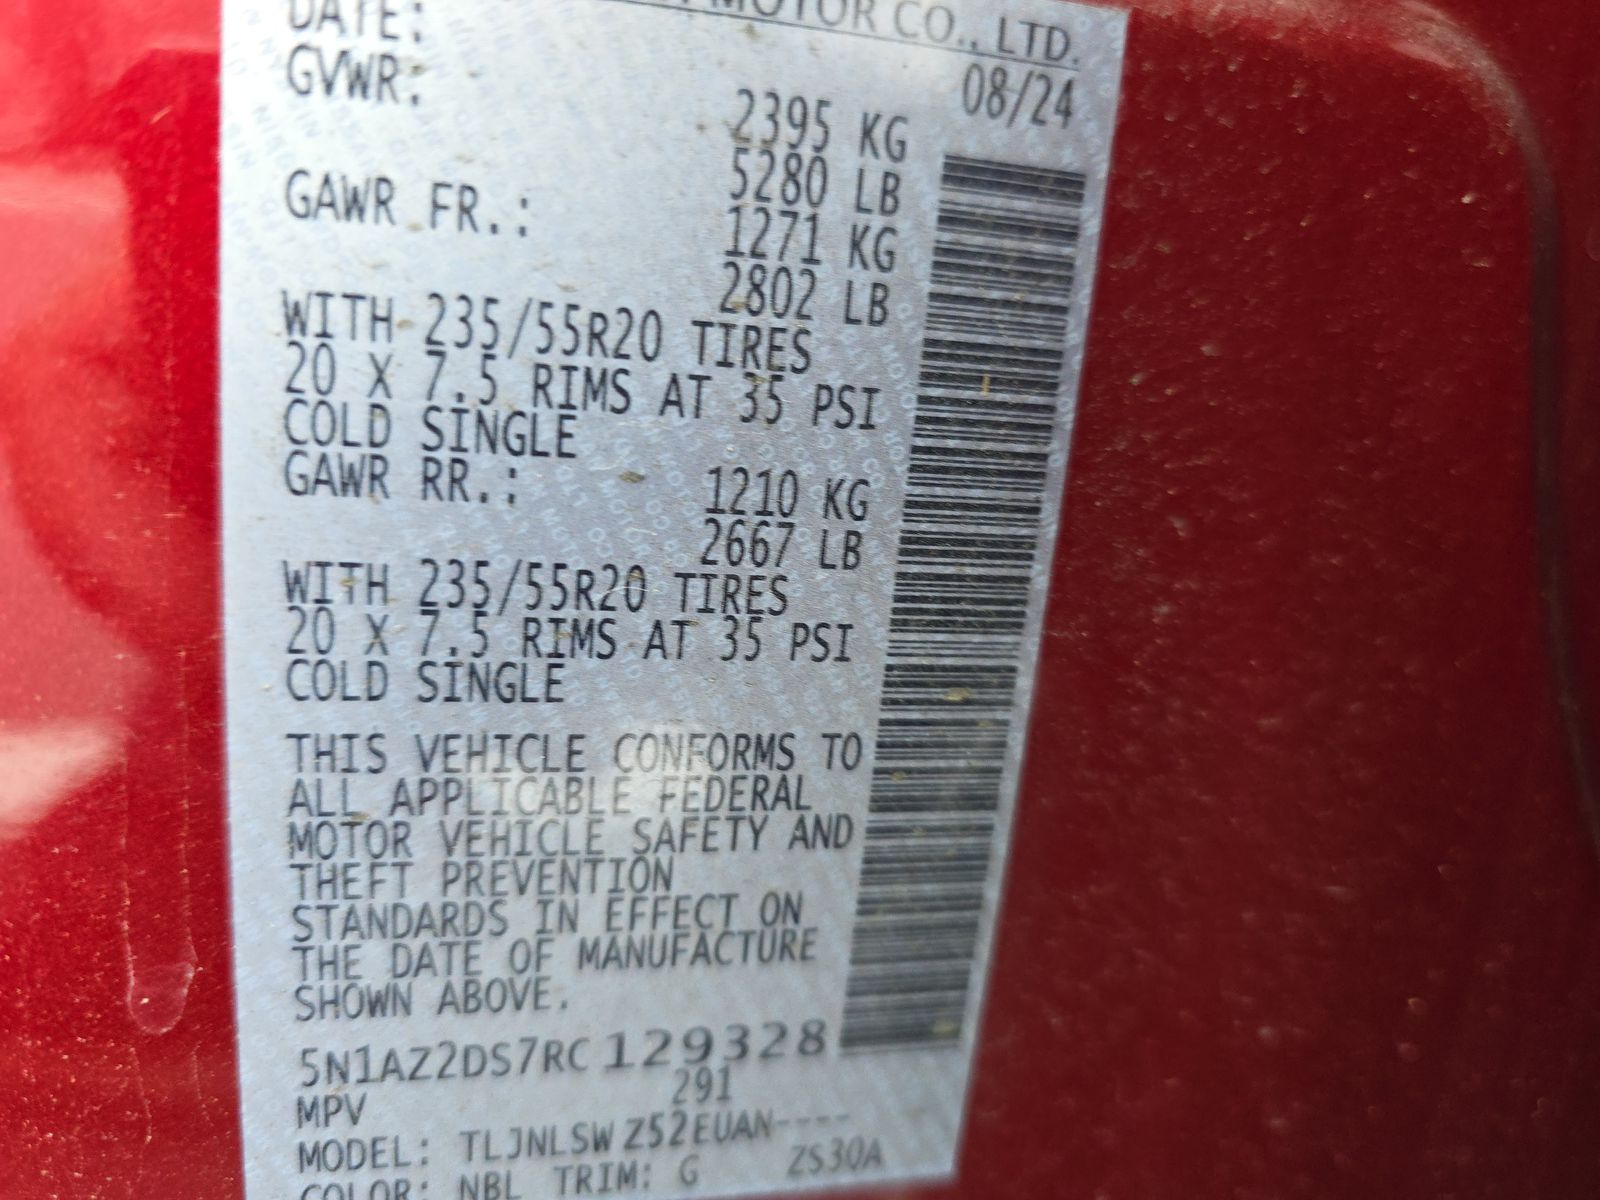 DATE: MOTOR CO., LTD.
GVWR: 08/24
2395 KG
5280 LB
GAWR FR.: 1271 KG
2802 LB
WITH 235/55R20 TIRES
20 X 7.5 RIMS AT 35 PSI
COLD SINGLE
GAWR RR.: 1210 KG
2667 LB
WITH 235/55R20 TIRES
20 X 7.5 RIMS AT 35 PSI
COLD SINGLE
THIS VEHICLE CONFORMS TO
ALL APPLICABLE FEDERAL
MOTOR VEHICLE SAFETY AND
THEFT PREVENTION
STANDARDS IN EFFECT ON
THE DATE OF MANUFACTURE
SHOWN ABOVE.
5N1AZ2DS7RC129328
MPV 291
MODEL: TLJNLSWZ52EUAN----
COLOR: NBL TRIM: G ZS30A